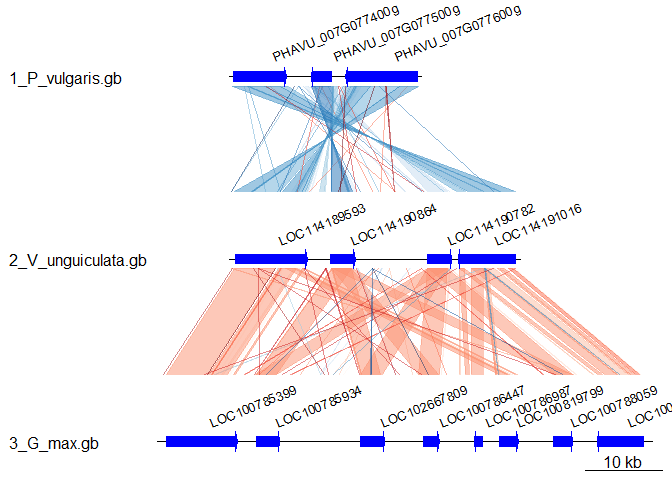 PHAVU_007G077400g PHAVU_007G077500g PHAVU_007G077600g
1_P_vulgaris.gb
LOC114189593 LOC114190864 LOC114190782 LOC114191016
2_V_unguiculata.gb
LOC100785399 LOC100785934 LOC102667809 LOC100786447 LOC100786987 LOC100819799 LOC100788059 LOC100
3_G_max.gb
10 kb